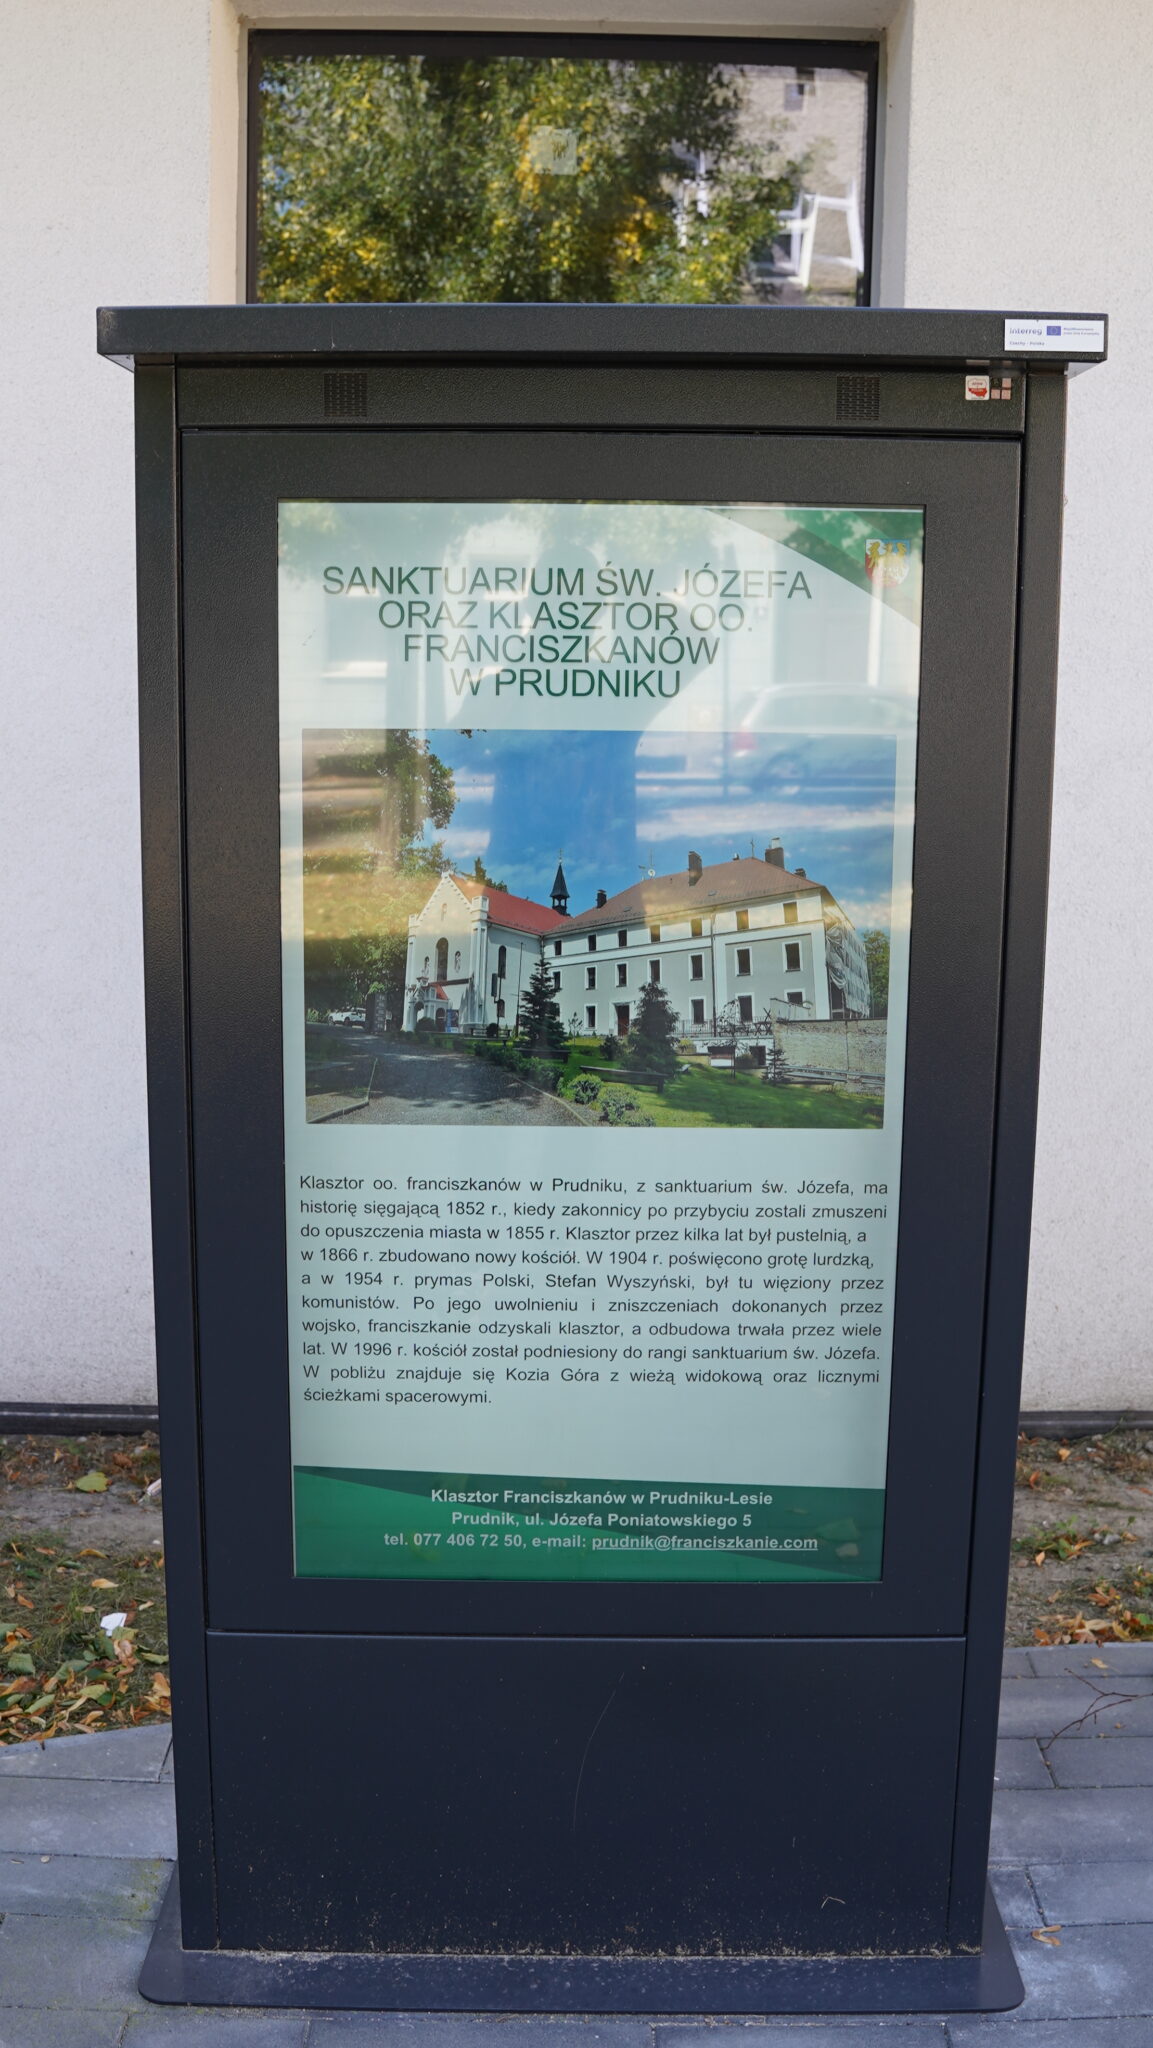 interreg
Czechy - Polska
SANKTUARIUM ŚW. JÓZEFA
ORAZ KLASZTOR OO.
FRANCISZKANÓW
W PRUDNIKU
Klasztor oo. franciszkanów w Prudniku, z sanktuarium św. Józefa, ma
historię sięgającą 1852 r., kiedy zakonnicy po przybyciu zostali zmuszeni
do opuszczenia miasta w 1855 r. Klasztor przez kilka lat był pustelnią, a
w 1866 r. zbudowano nowy kościół. W 1904 r. poświęcono grotę lurdzką,
a w 1954 r. prymas Polski, Stefan Wyszyński, był tu więziony przez
komunistów. Po jego uwolnieniu i zniszczeniach dokonanych przez
wojsko, franciszkanie odzyskali klasztor, a odbudowa trwała przez wiele
lat. W 1996 r. kościół został podniesiony do rangi sanktuarium św. Józefa.
W pobliżu znajduje się Kozia Góra z wieżą widokową oraz licznymi
ścieżkami spacerowymi.
Klasztor Franciszkanów w Prudniku-Lesie
Prudnik, ul. Józefa Poniatowskiego 5
tel. 077 406 72 50, e-mail: prudnik@franciszkanie.com